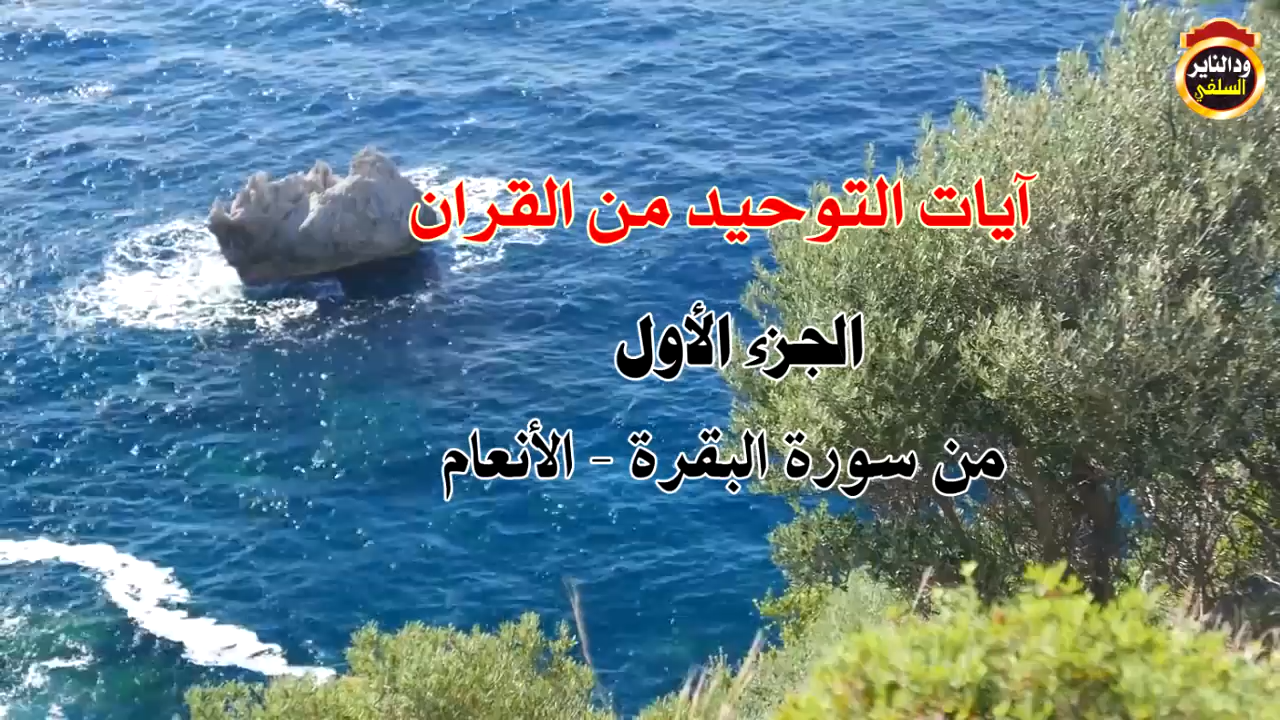 ودالناير
السلفي
آيات التوحيد من القران
الجزء الأول
من سورة البقرة - الأنعام